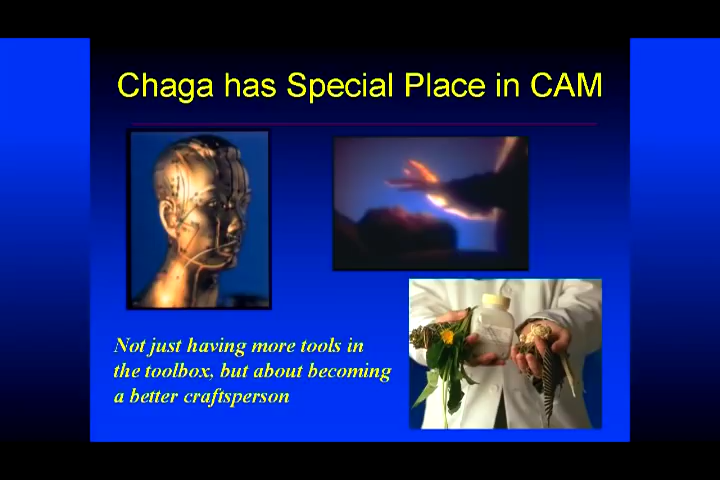 Chaga has Special Place in CAM
Not just having more tools in
the toolbox, but about becoming
a better craftsperson